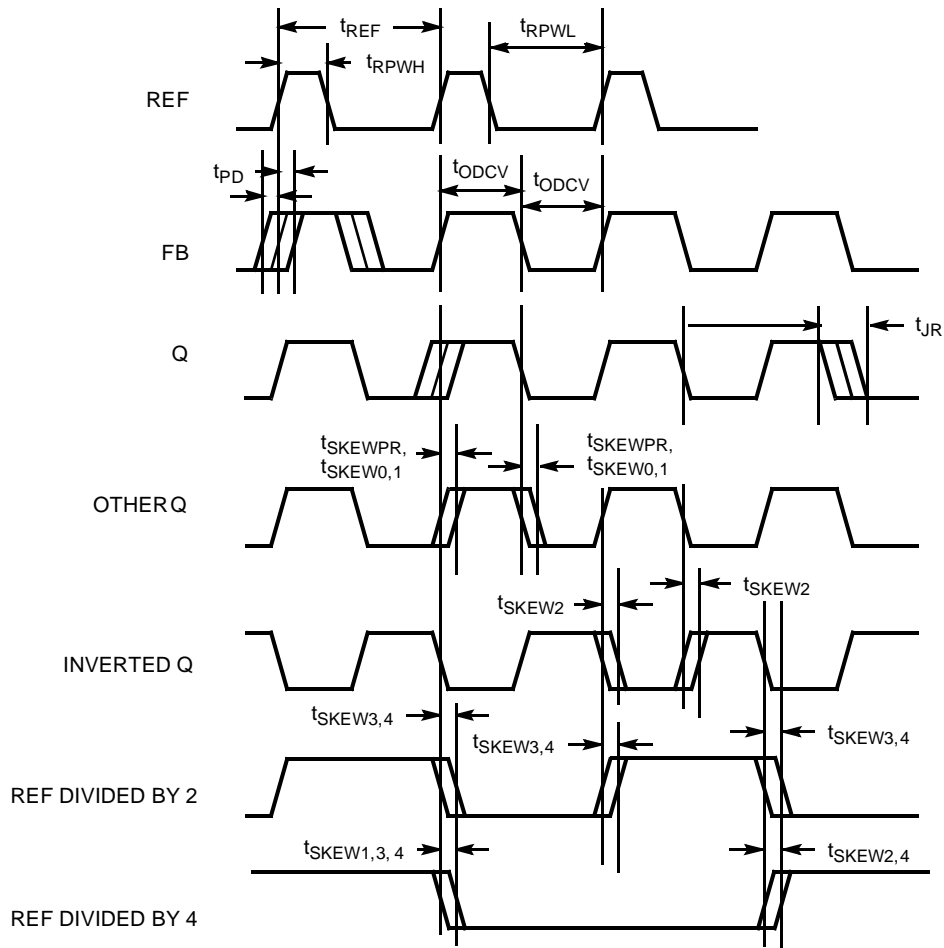 tREF
tRPWL
tRPWH
REF
tPD
tODCV
tODCV
FB
Q
tJR
tSKEWPR,
tSKEW0,1
tSKEWPR,
tSKEW0,1
OTHER Q
tSKEW2
tSKEW2
INVERTED Q
tSKEW3,4
tSKEW3,4
tSKEW3,4
REF DIVIDED BY 2
tSKEW1,3, 4
tSKEW2,4
REF DIVIDED BY 4